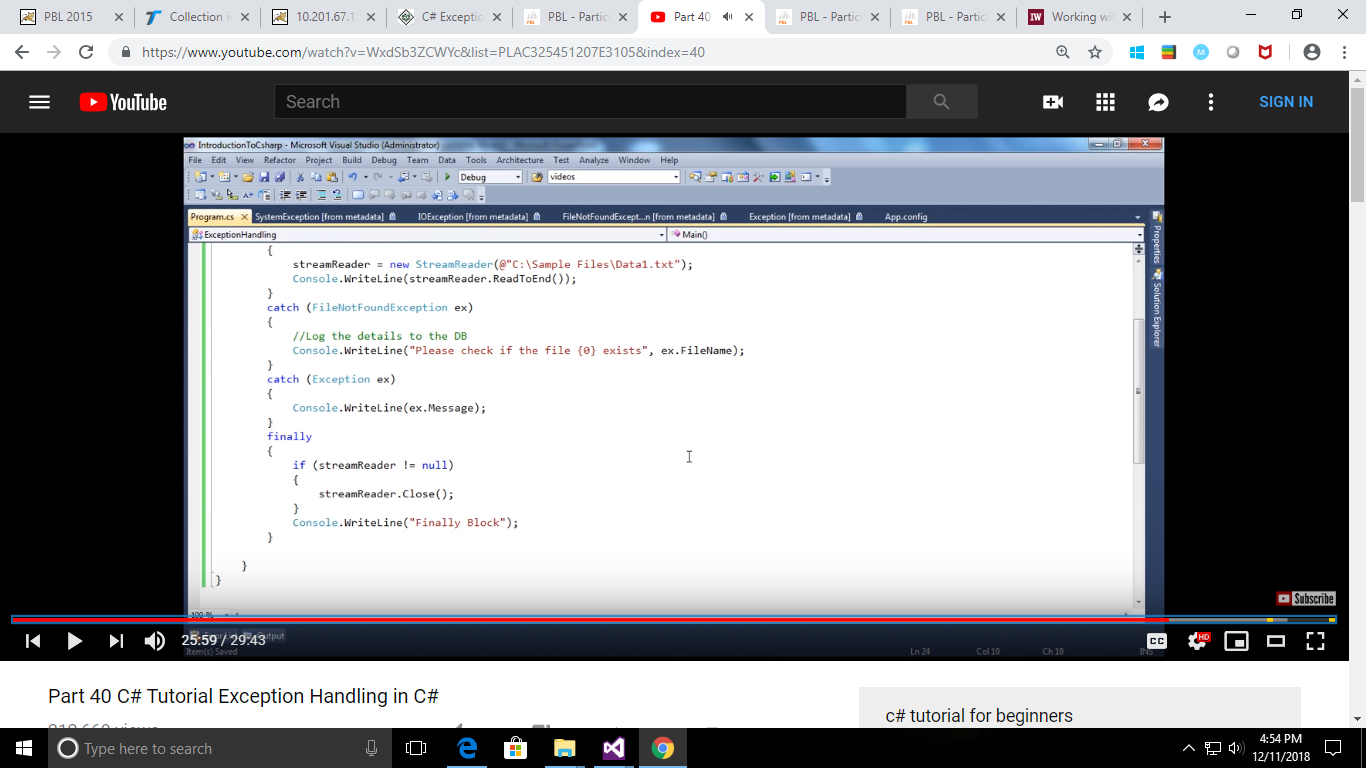 PBL 2015
Collection i
10.201.67.1
C# Exceptio
PBL - Partic
Part 40
PBL - Partic
PBL - Partic
IW Working wi
https://www.youtube.com/watch?v=WxdSb3ZCWYc&list=PLAC325451207E3105&index=40
YouTube
Search
SIGN IN
IntroductionToCsharp - Microsoft Visual Studio (Administrator)
File Edit View Refactor Project Build Debug Team Data Tools Architecture Test Analyze Window Help
Debug videos
Program.cs SystemException [from metadata] IOException [from metadata] FileNotFoundExcept...n [from metadata] Exception [from metadata] App.config
ExceptionHandling Main()
Properties
Solution Explorer
{
streamReader = new StreamReader(@"C:\Sample Files\Data1.txt");
Console.WriteLine(streamReader.ReadToEnd());
}
catch (FileNotFoundException ex)
{
//Log the details to the DB
Console.WriteLine("Please check if the file {0} exists", ex.FileName);
}
catch (Exception ex)
{
Console.WriteLine(ex.Message);
}
finally
{
if (streamReader != null)
{
streamReader.Close();
}
Console.WriteLine("Finally Block");
}
}
}
100 %
Subscribe
25:59 / 29:43
Output
CC
HD
Item(s) Saved Ln 24 Col 10 Ch 10 INS
Part 40 C# Tutorial Exception Handling in C#
c# tutorial for beginners
Type here to search
4:54 PM
12/11/2018